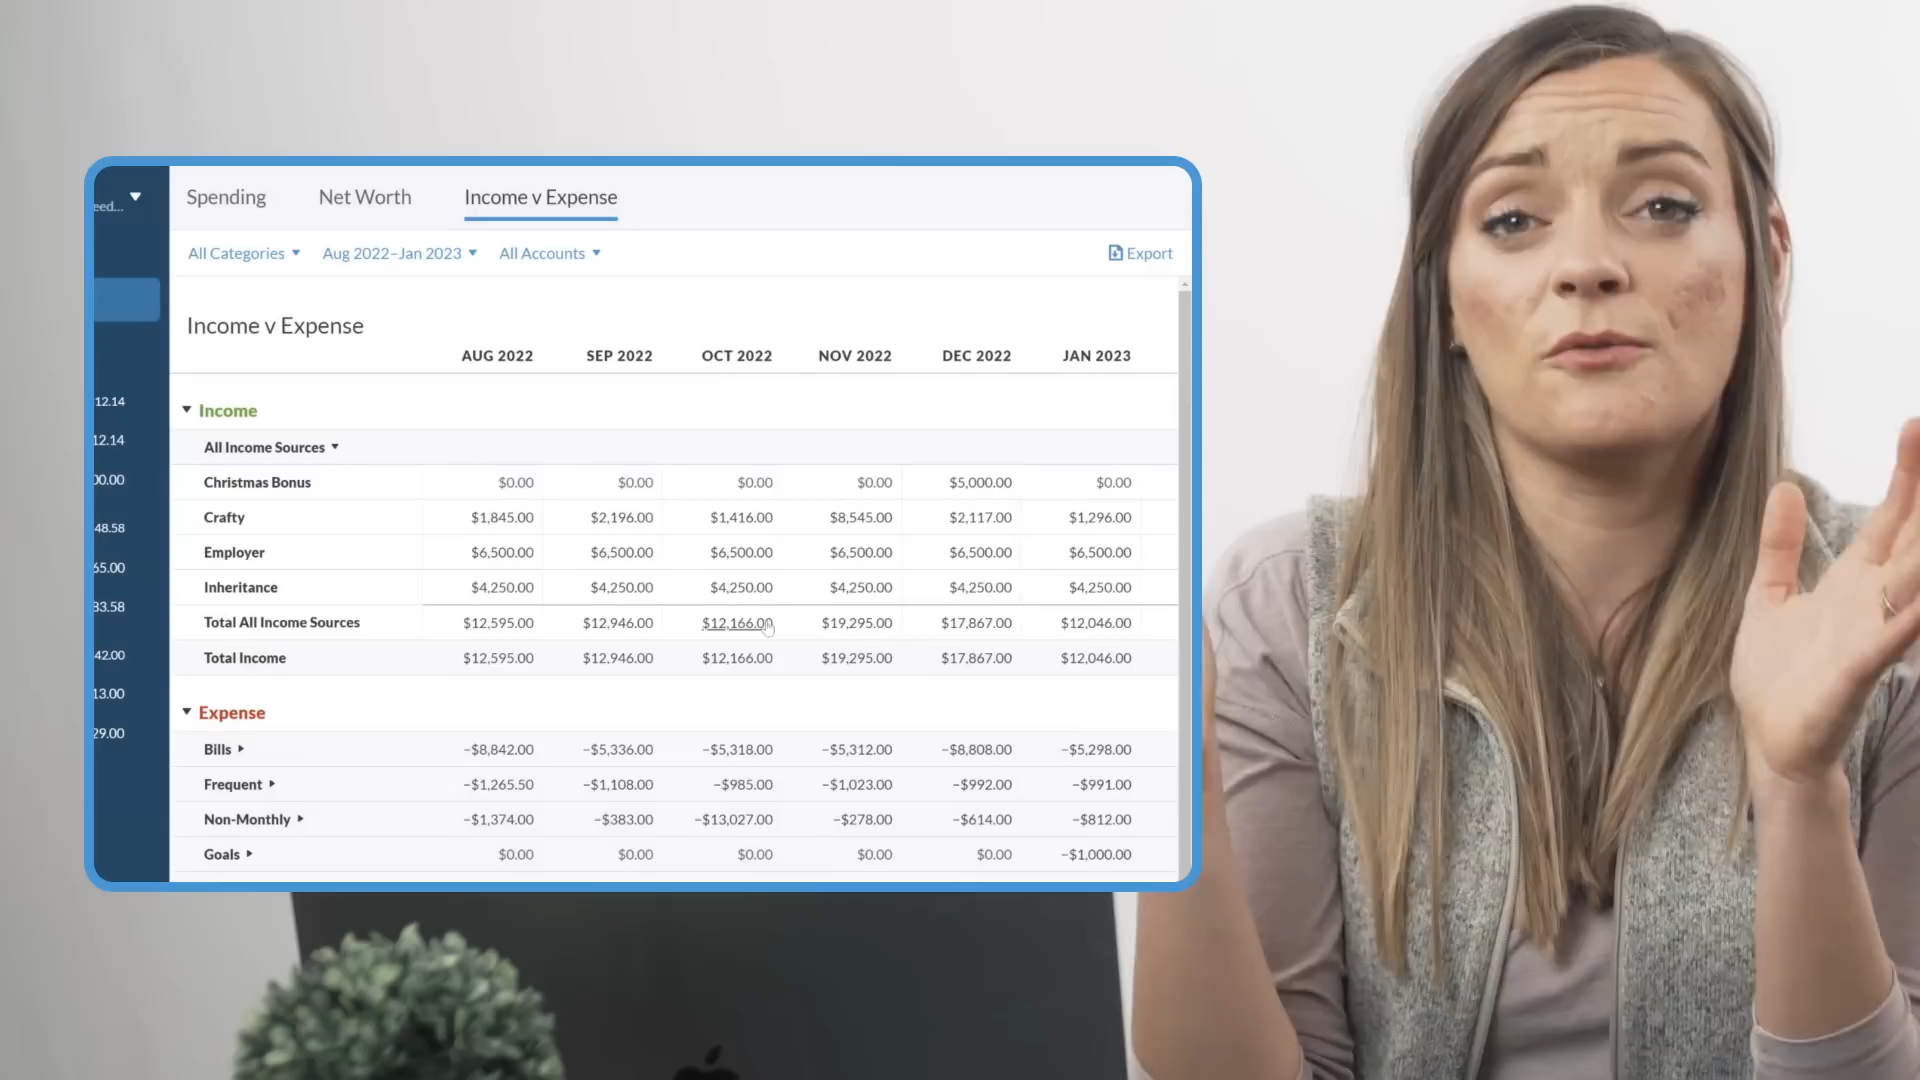 Spending Net Worth Income v Expense
eed...
All Categories Aug 2022–Jan 2023 All Accounts Export
Income v Expense
AUG 2022 SEP 2022 OCT 2022 NOV 2022 DEC 2022 JAN 2023
Income
All Income Sources
Christmas Bonus $0.00 $0.00 $0.00 $0.00 $5,000.00 $0.00
Crafty $1,845.00 $2,196.00 $1,416.00 $8,545.00 $2,117.00 $1,296.00
Employer $6,500.00 $6,500.00 $6,500.00 $6,500.00 $6,500.00 $6,500.00
Inheritance $4,250.00 $4,250.00 $4,250.00 $4,250.00 $4,250.00 $4,250.00
Total All Income Sources $12,595.00 $12,946.00 $12,166.00 $19,295.00 $17,867.00 $12,046.00
Total Income $12,595.00 $12,946.00 $12,166.00 $19,295.00 $17,867.00 $12,046.00
Expense
Bills –$8,842.00 –$5,336.00 –$5,318.00 –$5,312.00 –$8,808.00 –$5,298.00
Frequent –$1,265.50 –$1,108.00 –$985.00 –$1,023.00 –$992.00 –$991.00
Non-Monthly –$1,374.00 –$383.00 –$13,027.00 –$278.00 –$614.00 –$812.00
Goals $0.00 $0.00 $0.00 $0.00 $0.00 –$1,000.00
12.14
12.14
00.00
48.58
65.00
33.58
42.00
13.00
29.00